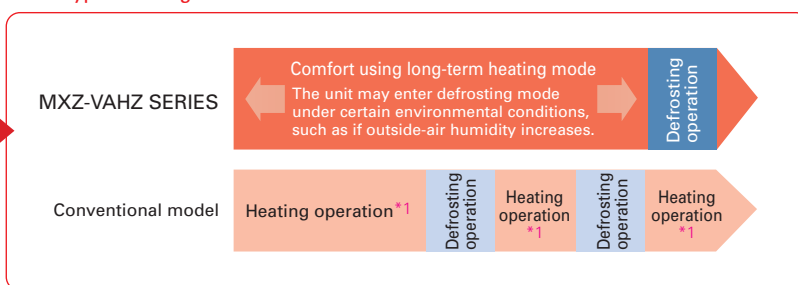 MXZ-VAHZ SERIES
Comfort using long-term heating mode
The unit may enter defrosting mode
under certain environmental conditions,
such as if outside-air humidity increases.
Defrosting
operation
Conventional model
Heating operation*1
Defrosting
operation
Heating
operation
*1
Defrosting
operation
Heating
operation
*1